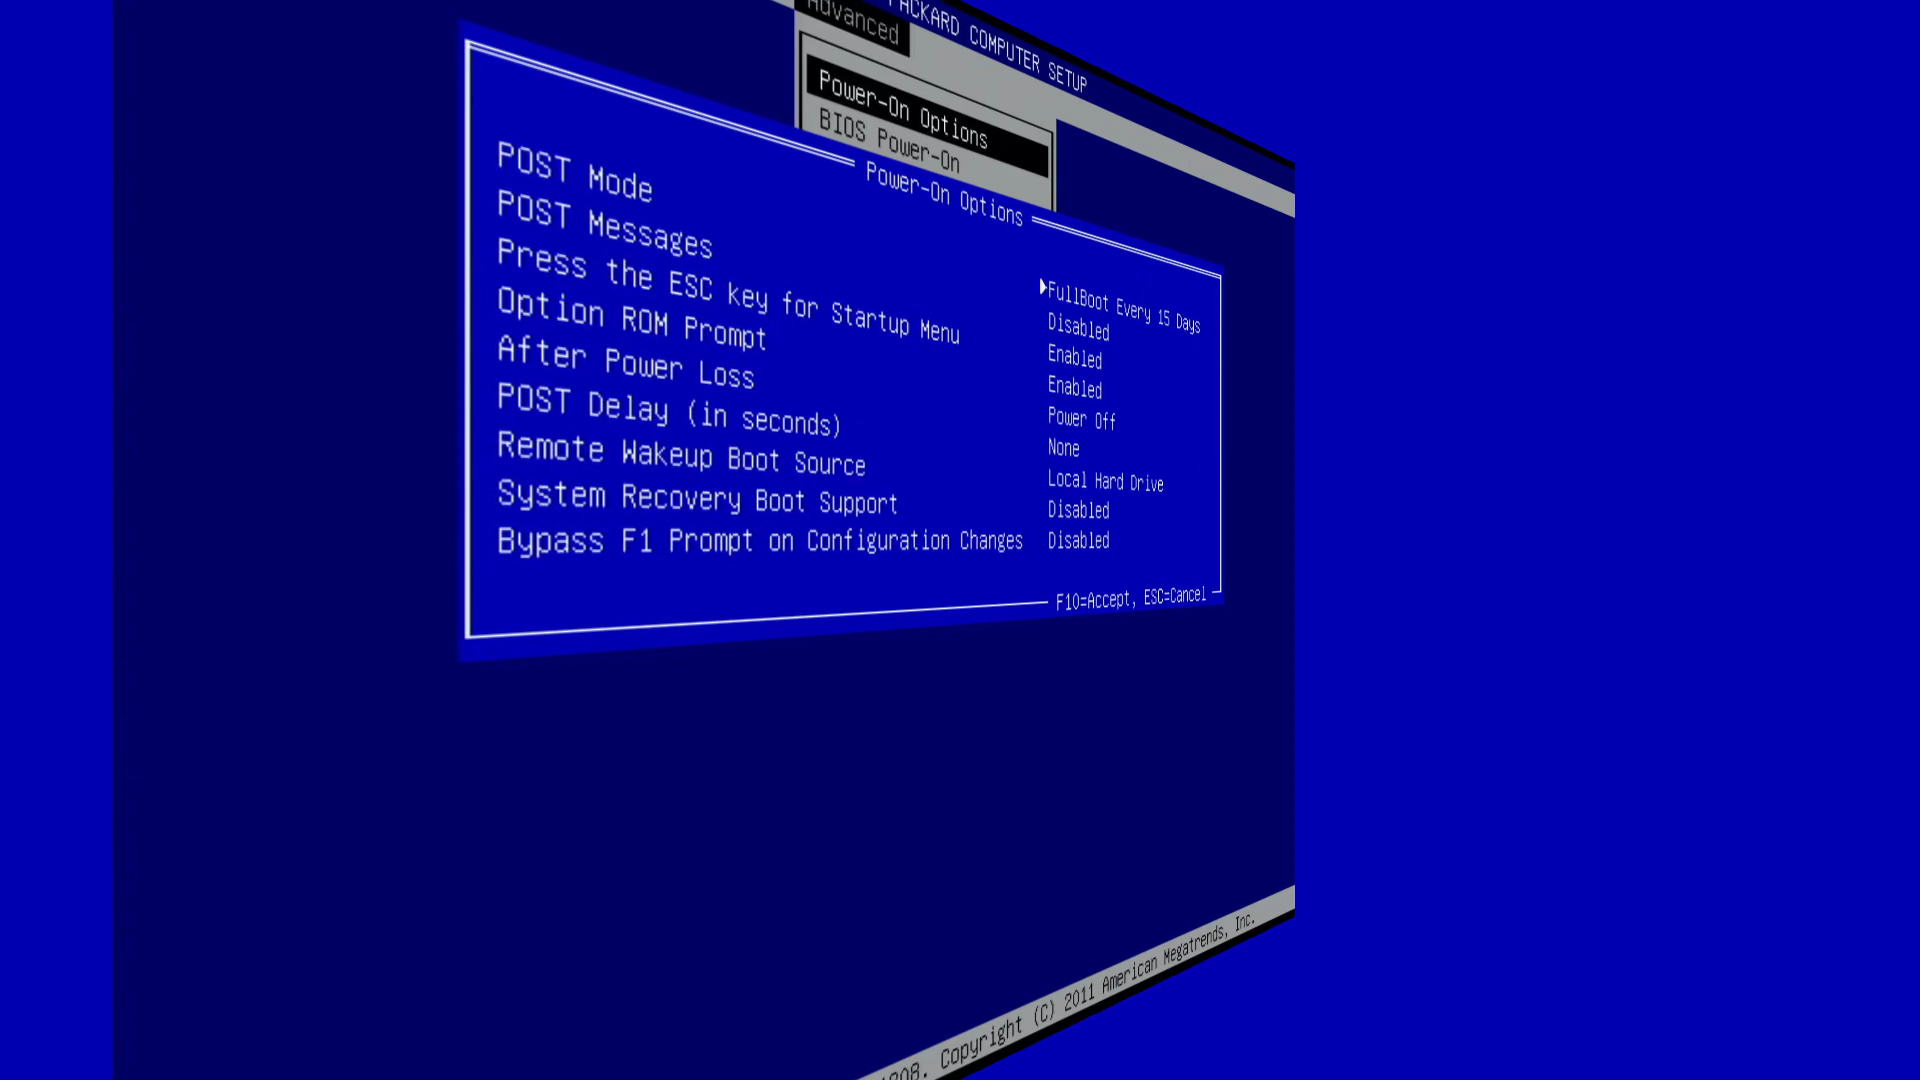 PACKARD COMPUTER SETUP
Advanced
Power-On Options
BIOS Power-On
Power-On Options
POST Mode ▶FullBoot Every 15 Days
POST Messages Disabled
Press the ESC key for Startup Menu Enabled
Option ROM Prompt Enabled
After Power Loss Power Off
POST Delay (in seconds) None
Remote Wakeup Boot Source Local Hard Drive
System Recovery Boot Support Disabled
Bypass F1 Prompt on Configuration Changes Disabled
F10=Accept, ESC=Cancel
Copyright (C) 2011 American Megatrends, Inc.